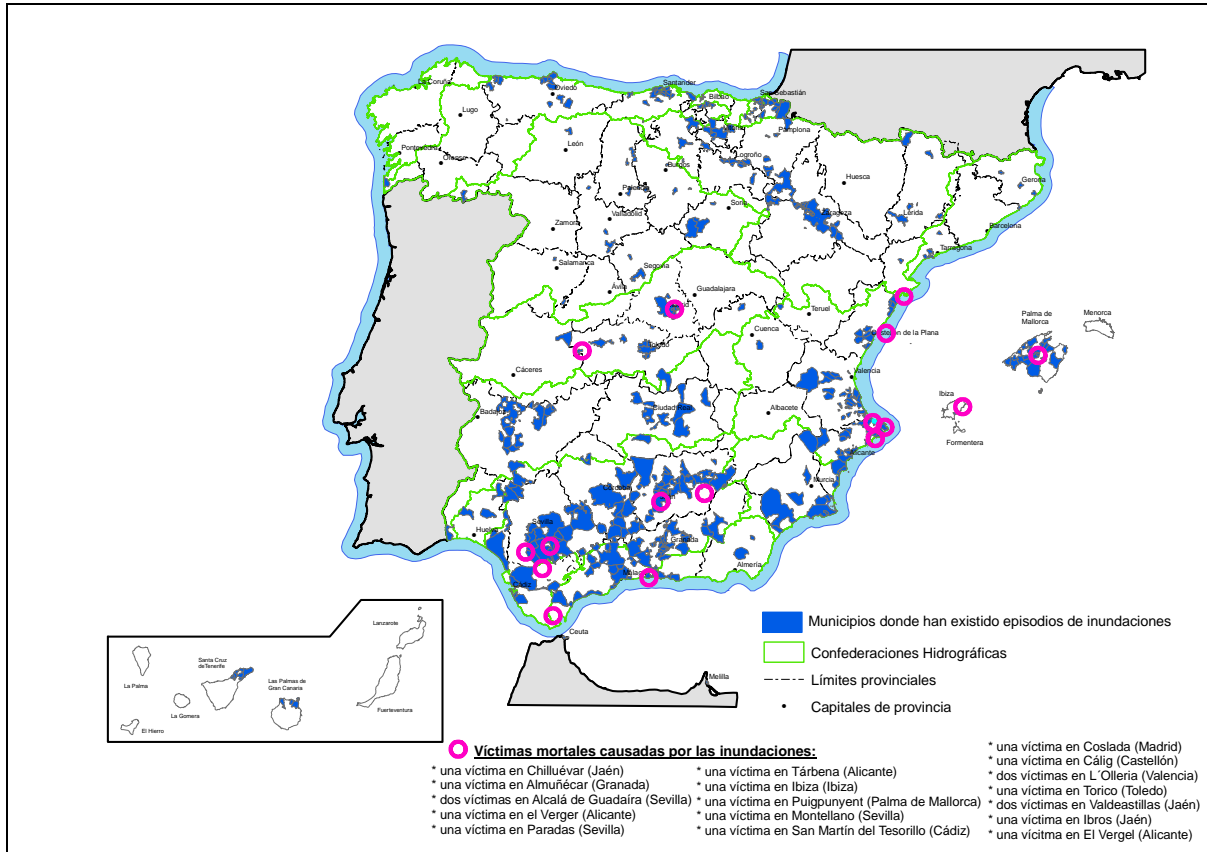 La Coruña
Lugo
Oviedo
Santander
Bilbao
San Sebastián
Pontevedra
Orense
León
Burgos
Vitoria
Pamplona
Logroño
Huesca
Gerona
Palencia
Zamora
Valladolid
Soria
Zaragoza
Lérida
Barcelona
Tarragona
Salamanca
Segovia
Ávila
Guadalajara
Teruel
Cuenca
Castellón de la Plana
Palma de
Mallorca
Menorca
Toledo
Cáceres
Valencia
Ibiza
Formentera
Badajoz
Ciudad Real
Albacete
Alicante
Murcia
Córdoba
Sevilla
Huelva
Granada
Málaga
Almería
Cádiz
Ceuta
Melilla
Lanzarote
Santa Cruz
deTenerife
La Palma
Las Palmas de
Gran Canaria
La Gomera
Fuerteventura
El Hierro
Municipios donde han existido episodios de inundaciones
Confederaciones Hidrográficas
Límites provinciales
Capitales de provincia
Víctimas mortales causadas por las inundaciones:
* una víctima en Chilluévar (Jaén)
* una víctima en Almuñécar (Granada)
* dos víctimas en Alcalá de Guadaíra (Sevilla)
* una víctima en el Verger (Alicante)
* una víctima en Paradas (Sevilla)
* una víctima en Tárbena (Alicante)
* una víctima en Ibiza (Ibiza)
* una víctima en Puigpunyent (Palma de Mallorca)
* una víctima en Montellano (Sevilla)
* una víctima en San Martín del Tesorillo (Cádiz)
* una víctima en Coslada (Madrid)
* una víctima en Cálig (Castellón)
* dos víctimas en L´Olleria (Valencia)
* una víctima en Torico (Toledo)
* dos víctimas en Valdeastillas (Jaén)
* una víctima en Ibros (Jaén)
* una vícitma en El Vergel (Alicante)